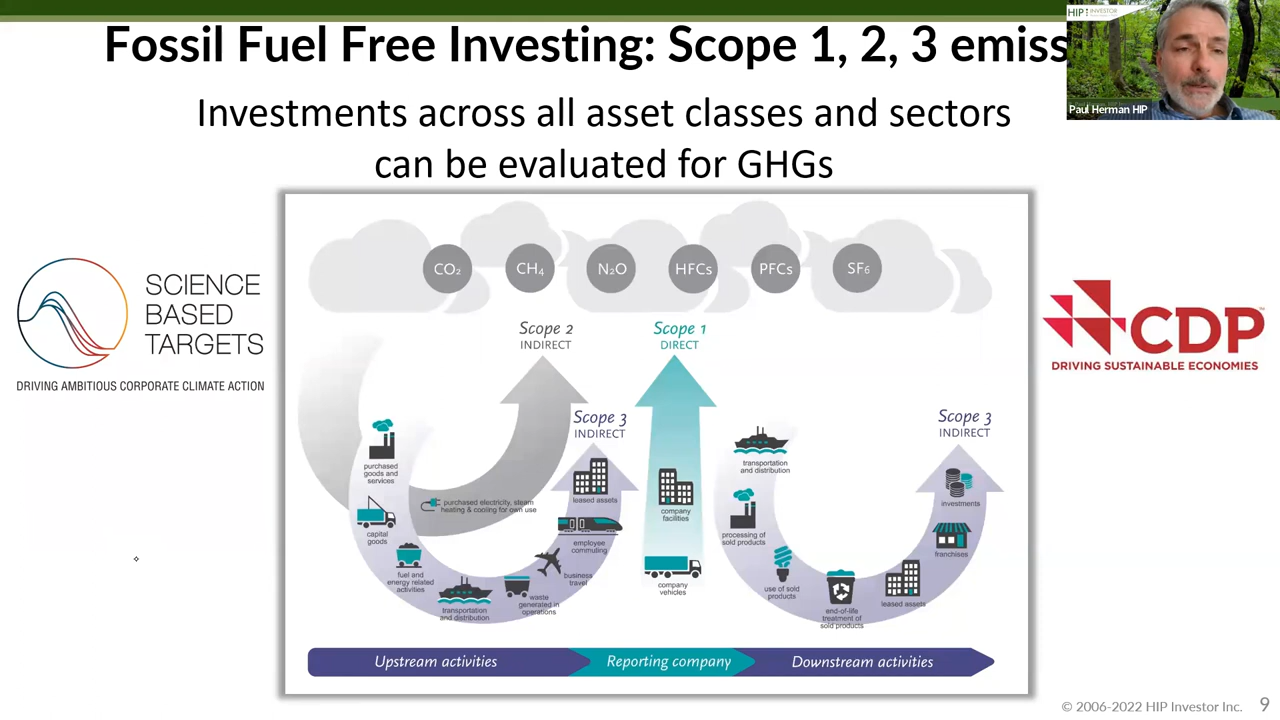 Fossil Fuel Free Investing: Scope 1, 2, 3 emiss
HIP INVESTOR
Paul Herman HIP
Investments across all asset classes and sectors
can be evaluated for GHGs
SCIENCE
BASED
TARGETS
DRIVING AMBITIOUS CORPORATE CLIMATE ACTION
CO₂
CH₄
N₂O
HFCs
PFCs
SF₆
Scope 2
INDIRECT
Scope 1
DIRECT
Scope 3
INDIRECT
Scope 3
INDIRECT
purchased
goods and
services
capital
goods
fuel and
energy related
activities
transportation
and distribution
waste
generated in
operations
business
travel
employee
commuting
leased assets
purchased electricity, steam
heating & cooling for own use
company
facilities
company
vehicles
transportation
and distribution
processing of
sold products
use of sold
products
end-of-life
treatment of
sold products
leased assets
franchises
investments
Upstream activities
Reporting company
Downstream activities
CDP
DRIVING SUSTAINABLE ECONOMIES
© 2006-2022 HIP Investor Inc.
9